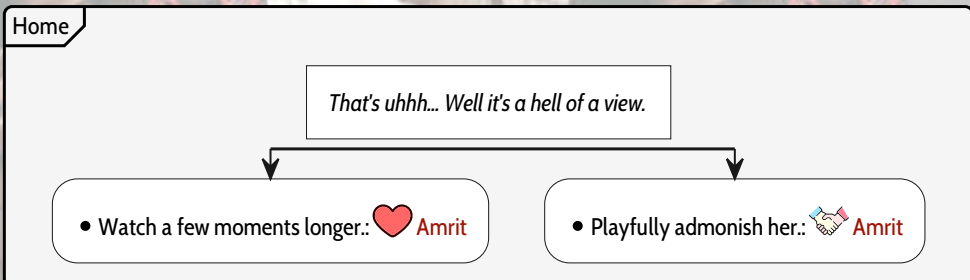 Home
That's uhhh... Well it's a hell of a view.
• Watch a few moments longer.: Amrit
• Playfully admonish her.: Amrit